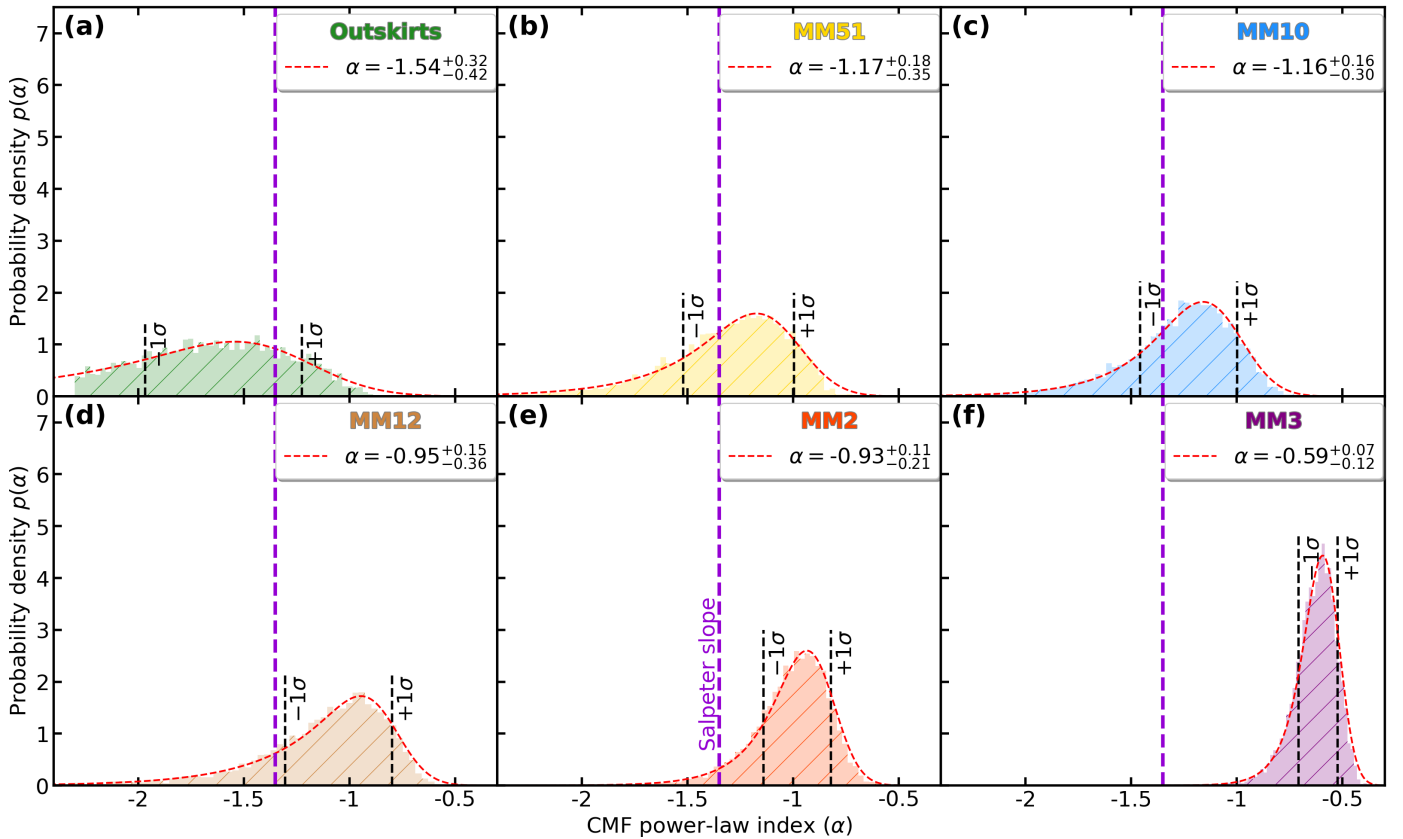 (a)
Outskirts
α = -1.54 +0.32 −0.42
−1σ
+1σ
(b)
MM51
α = -1.17 +0.18 −0.35
−1σ
+1σ
(c)
MM10
α = -1.16 +0.16 −0.30
−1σ
+1σ
Probability density p(α)
7
6
5
4
3
2
1
0
(d)
MM12
α = -0.95 +0.15 −0.36
−1σ
+1σ
(e)
MM2
α = -0.93 +0.11 −0.21
Salpeter slope
−1σ
+1σ
(f)
MM3
α = -0.59 +0.07 −0.12
−1σ
+1σ
Probability density p(α)
7
6
5
4
3
2
1
0
-2 -1.5 -1 -0.5
-2 -1.5 -1 -0.5
-2 -1.5 -1 -0.5
CMF power-law index (α)